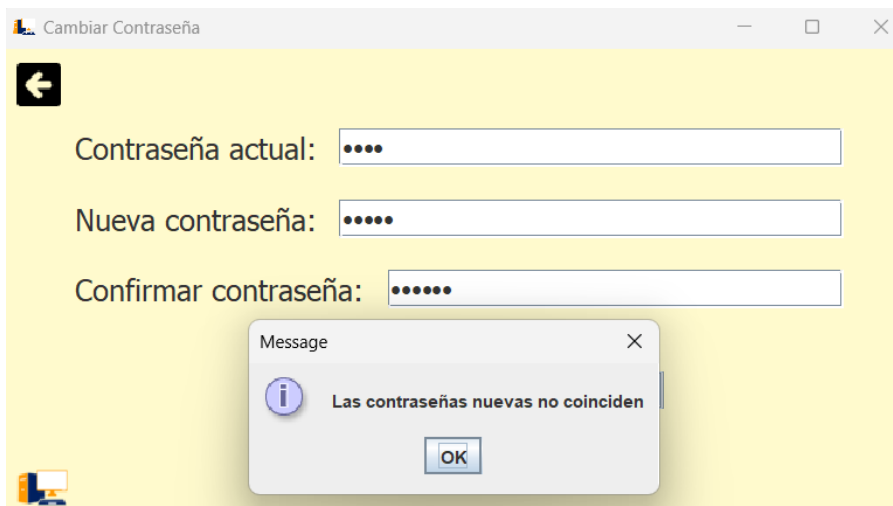 Cambiar Contraseña
Contraseña actual: ••••
Nueva contraseña: •••••
Confirmar contraseña: ••••••
Message
Las contraseñas nuevas no coinciden
OK